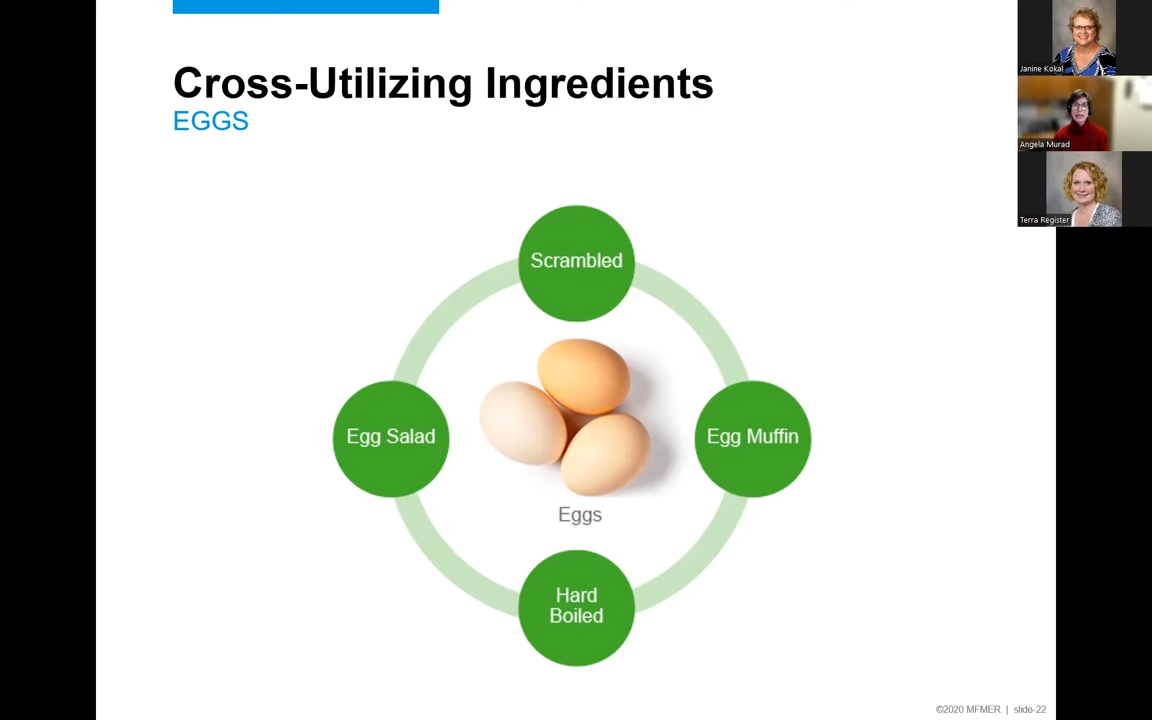 Cross-Utilizing Ingredients
EGGS
Janine Kokal
Angela Murad
Terra Register
Scrambled
Egg Salad
Egg Muffin
Eggs
Hard
Boiled
©2020 MFMER | slide-22